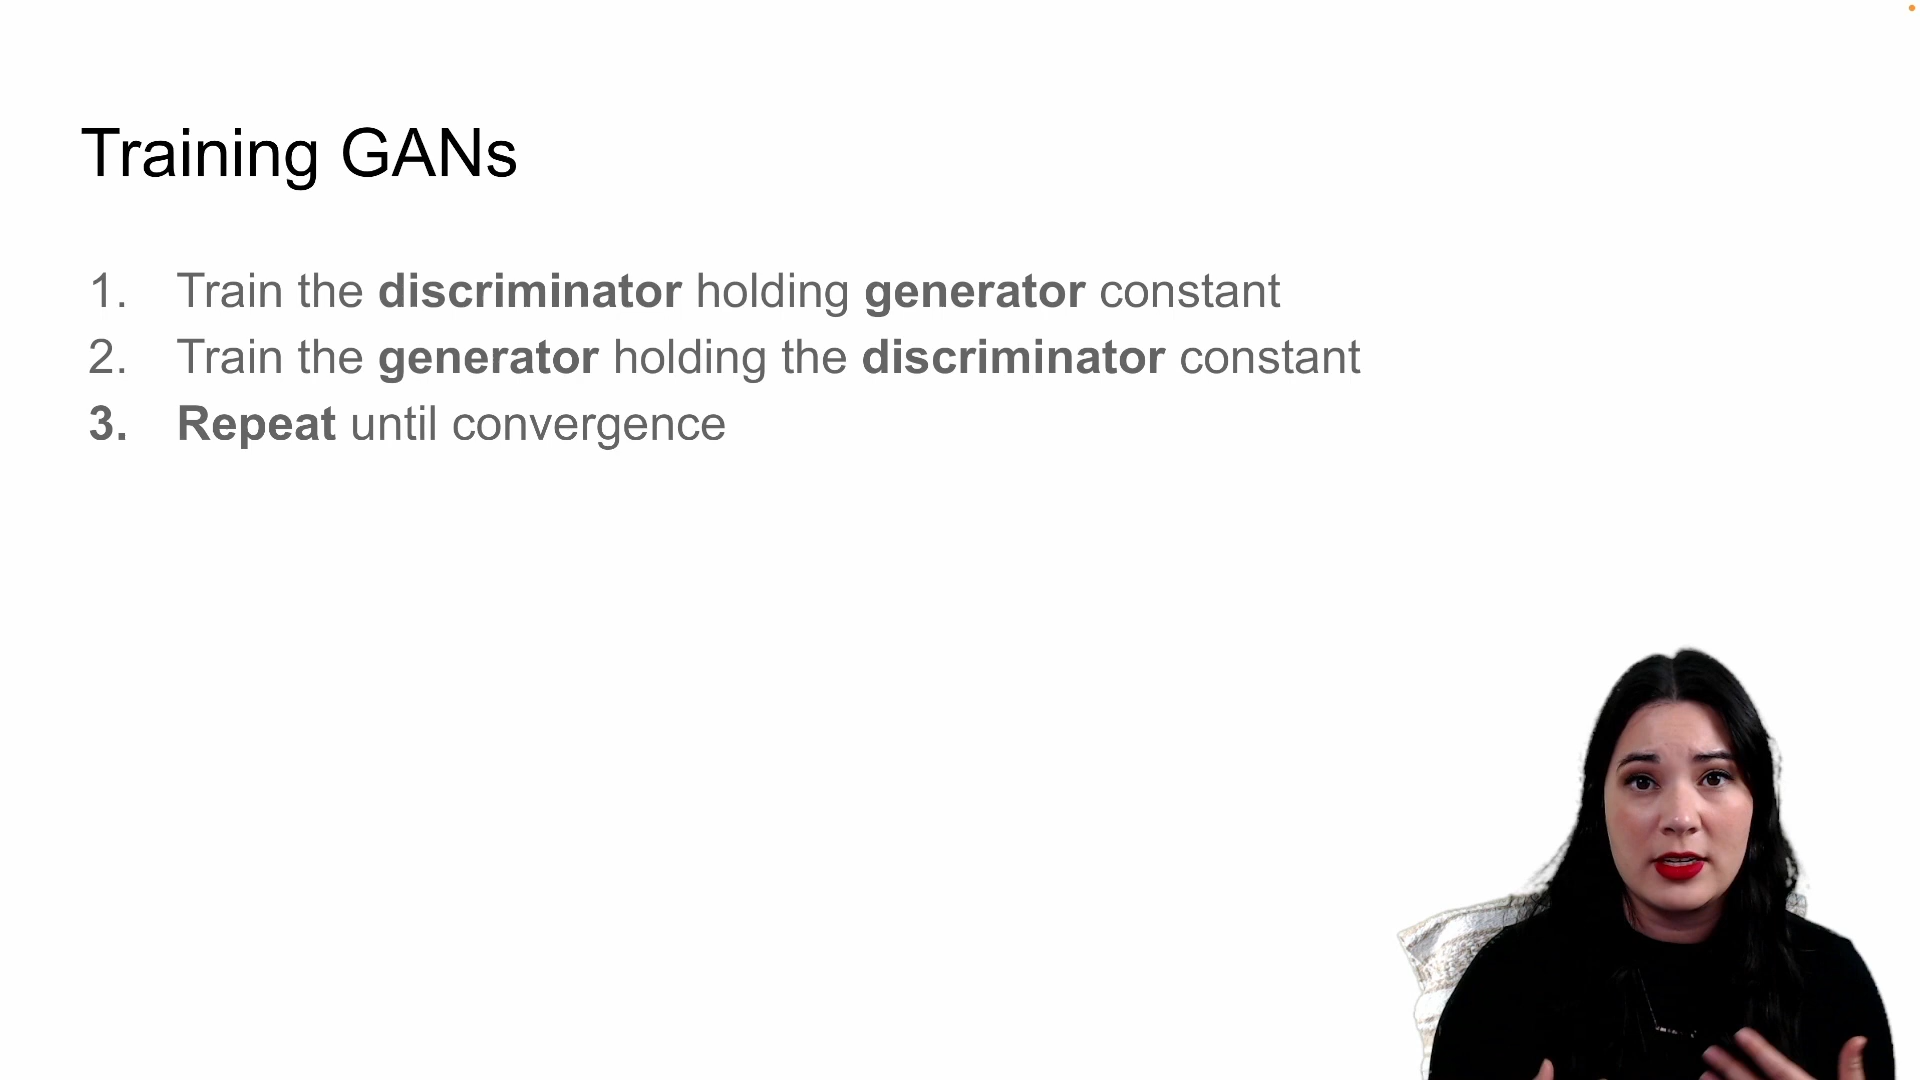 Training GANs
1. Train the discriminator holding generator constant
2. Train the generator holding the discriminator constant
3. Repeat until convergence